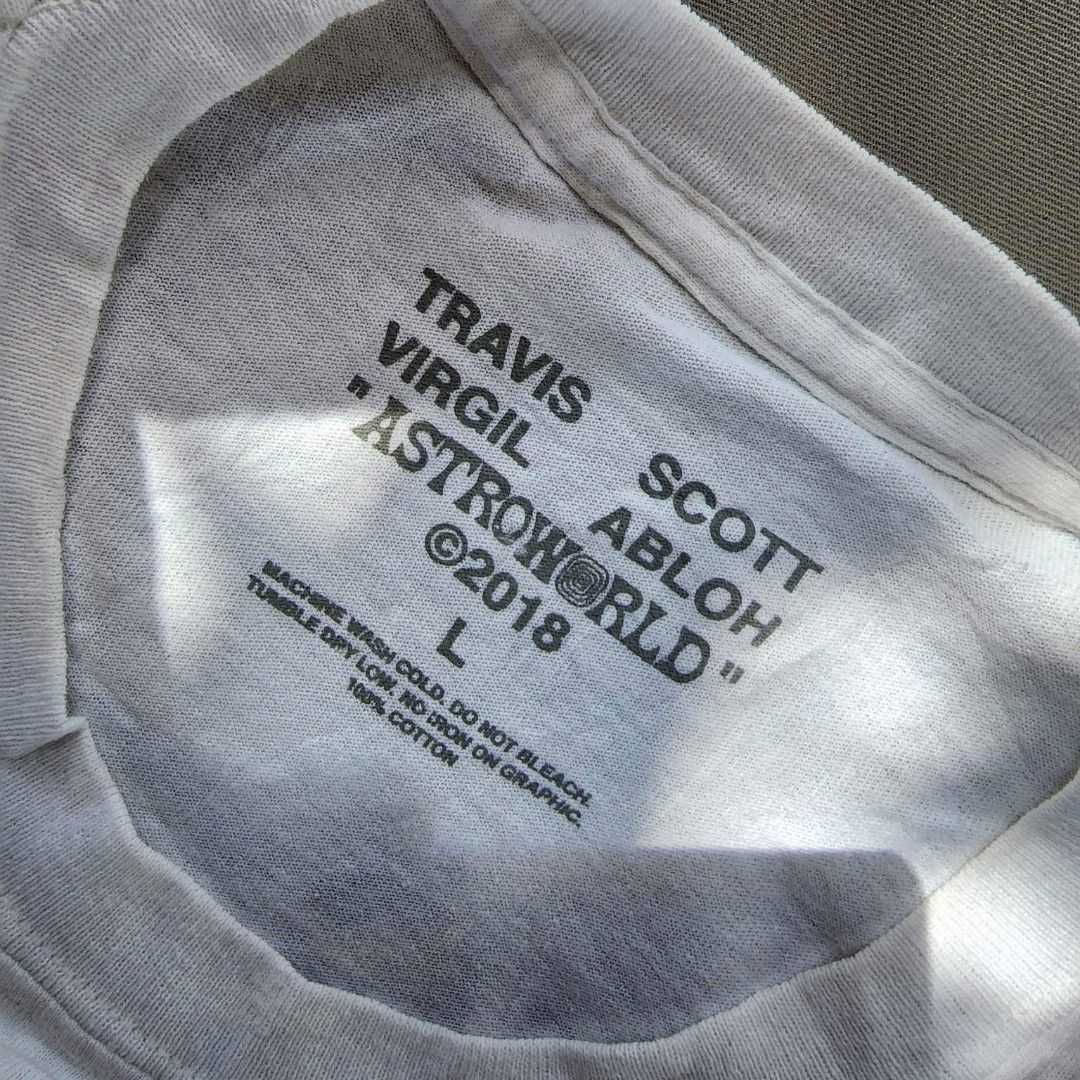 TRAVIS SCOTT
VIRGIL ABLOH
"ASTROWORLD"
©2018
L
MACHINE WASH COLD. DO NOT BLEACH.
TUMBLE DRY LOW. NO IRON ON GRAPHIC.
100% COTTON